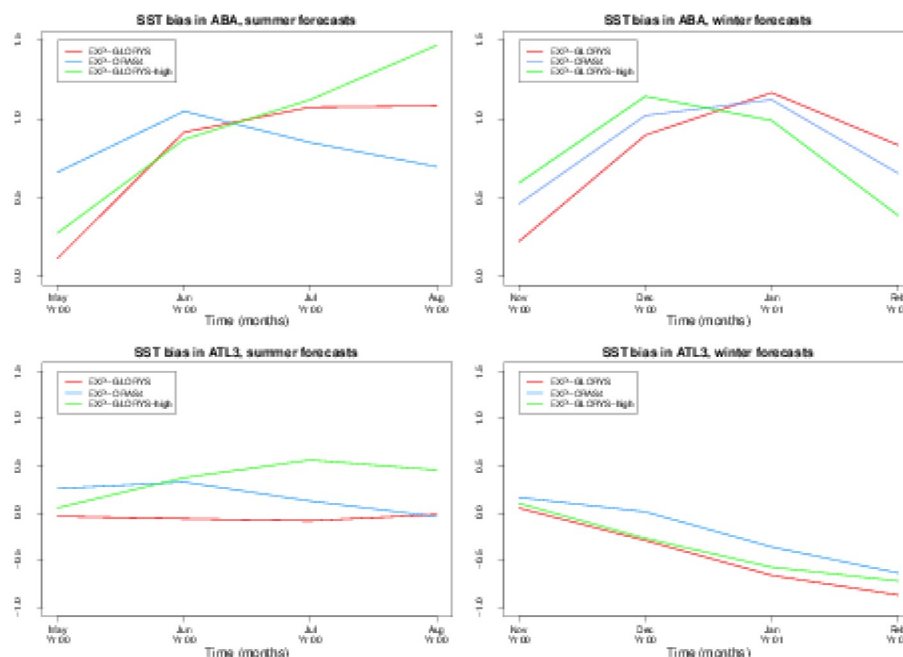 SST bias in ABA, summer forecasts
EXP-GLORYS
EXP-ORAS4
EXP-GLORYS-high
0.0
0.5
1.0
1.5
May
Yr 00
Jun
Yr 00
Jul
Yr 00
Aug
Yr 00
Time (months)
SST bias in ABA, winter forecasts
EXP-GLORYS
EXP-ORAS4
EXP-GLORYS-high
0.0
0.5
1.0
1.5
Nov
Yr 00
Dec
Yr 00
Jan
Yr 01
Feb
Yr 00
Time (months)
SST bias in ATL3, summer forecasts
EXP-GLORYS
EXP-ORAS4
EXP-GLORYS-high
-1.0
-0.5
0.0
0.5
1.0
1.5
May
Yr 00
Jun
Yr 00
Jul
Yr 00
Aug
Yr 00
Time (months)
SST bias in ATL3, winter forecasts
EXP-GLORYS
EXP-ORAS4
EXP-GLORYS-high
-1.0
-0.5
0.0
0.5
1.0
1.5
Nov
Yr 00
Dec
Yr 00
Jan
Yr 01
Feb
Time (months)